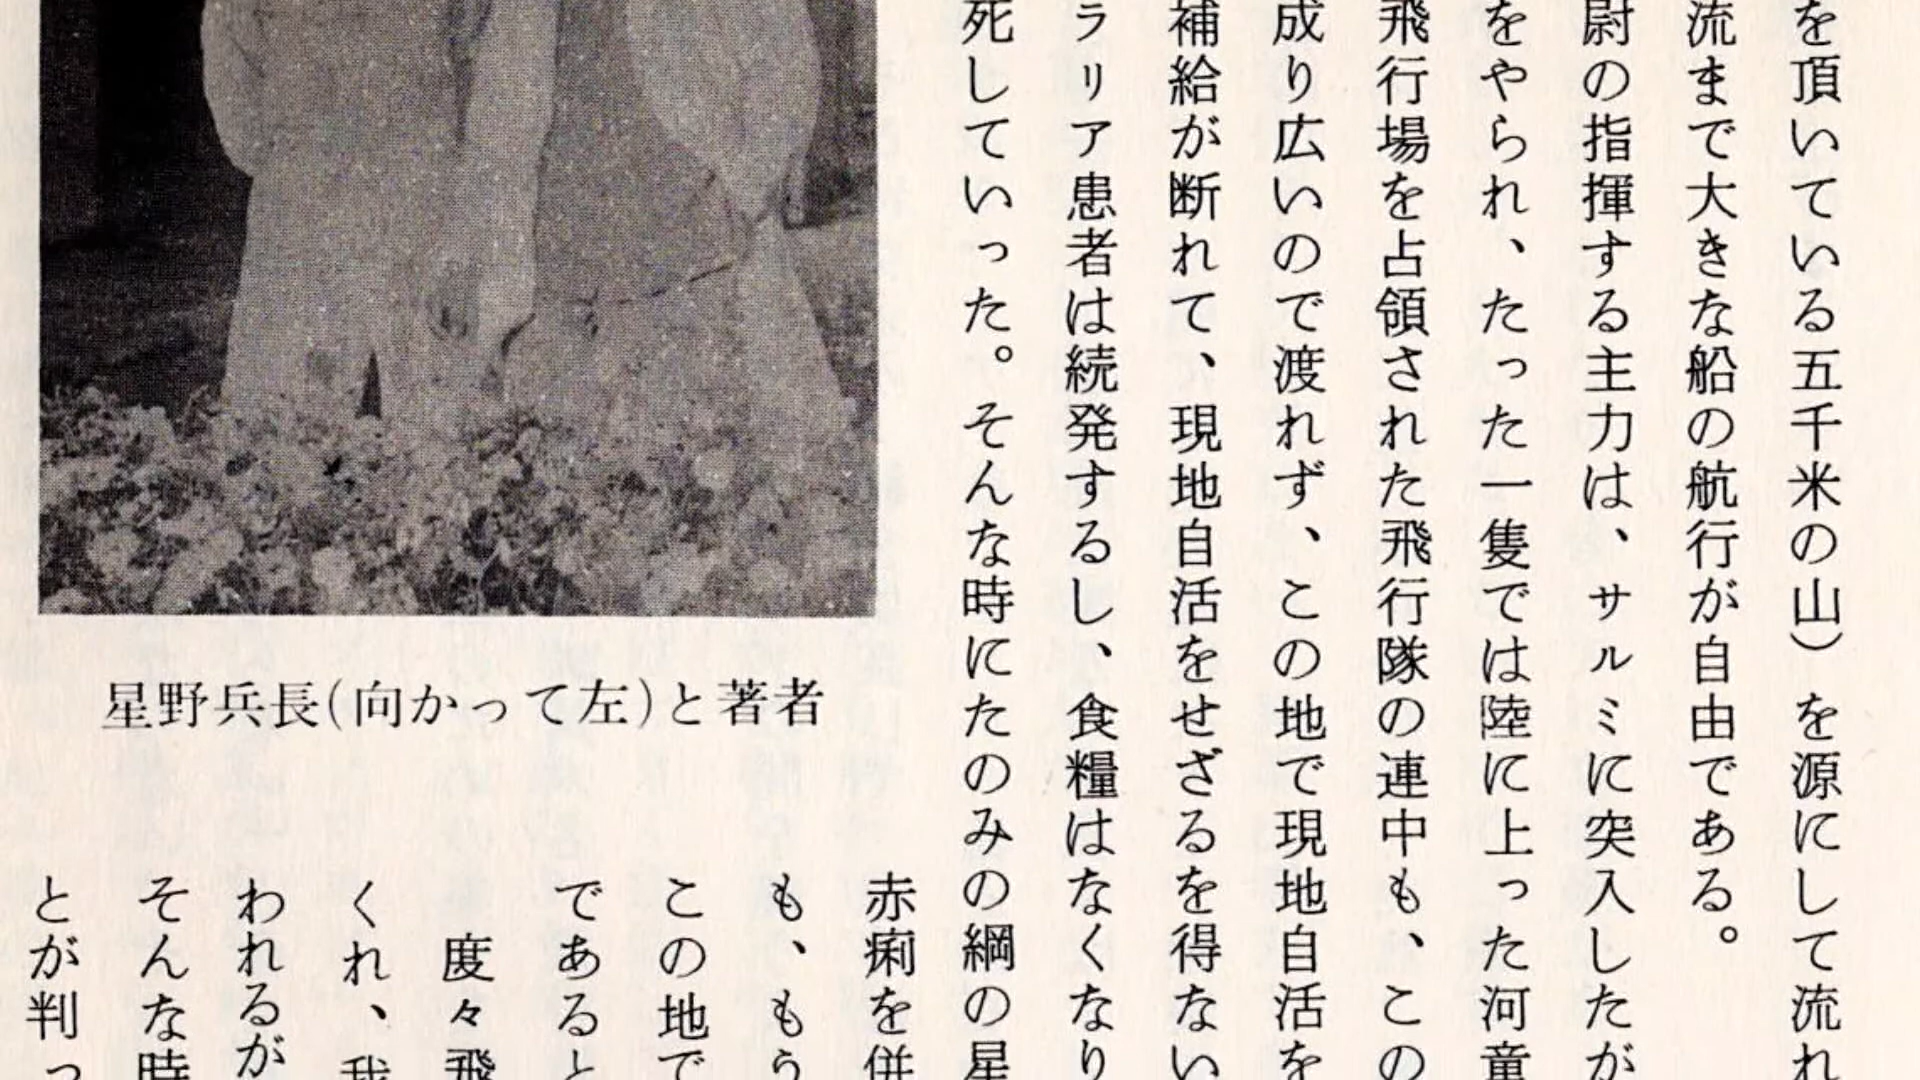 を頂いている五千米の山）を源にして流れ
流まで大きな船の航行が自由である。
尉の指揮する主力は、サルミに突入したが
をやられ、たった一隻では陸に上った河童
飛行場を占領された飛行隊の連中も、この
成り広いので渡れず、この地で現地自活を
補給が断れて、現地自活をせざるを得ない
ラリア患者は続発するし、食糧はなくなり
死していった。そんな時にたのみの綱の星
赤痢を併
も、もう
この地で
であると
度々飛
くれ、我
われるが
そんな時
とが判っ
星野兵長(向かって左)と著者